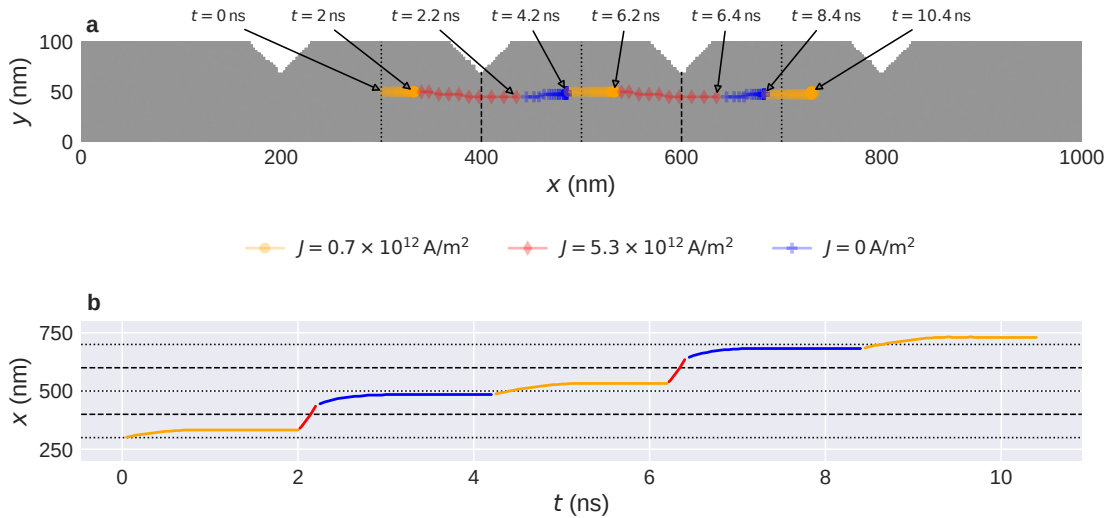 a
t = 0 ns t = 2 ns t = 2.2 ns t = 4.2 ns t = 6.2 ns t = 6.4 ns t = 8.4 ns t = 10.4 ns
100
50
0
y (nm)
0 200 400 600 800 1000
x (nm)
J = 0.7 × 10¹² A/m² J = 5.3 × 10¹² A/m² J = 0 A/m²
b
750
500
250
x (nm)
0 2 4 6 8 10
t (ns)